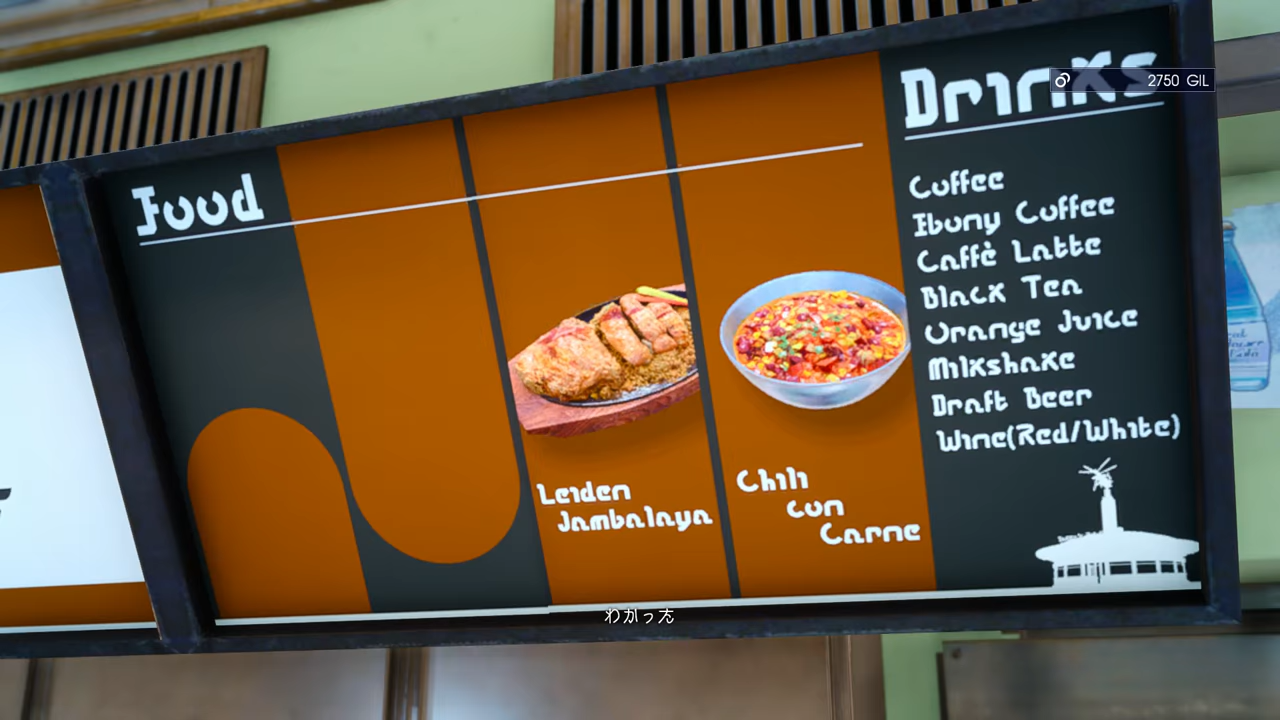 Food
Leiden
Jambalaya
Chili
con
Carne
Drinks
2750 GIL
Coffee
Ebony Coffee
Caffè Latte
Black Tea
Orange Juice
Milkshake
Draft Beer
Wine(Red/White)
わかった